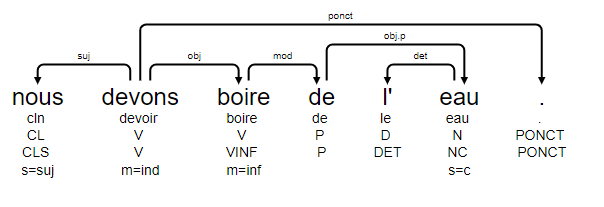 ponct
obj.p
suj obj mod det
nous devons boire de l' eau .
cln devoir boire de le eau .
CL V V P D N PONCT
CLS V VINF P DET NC PONCT
s=suj m=ind m=inf s=c